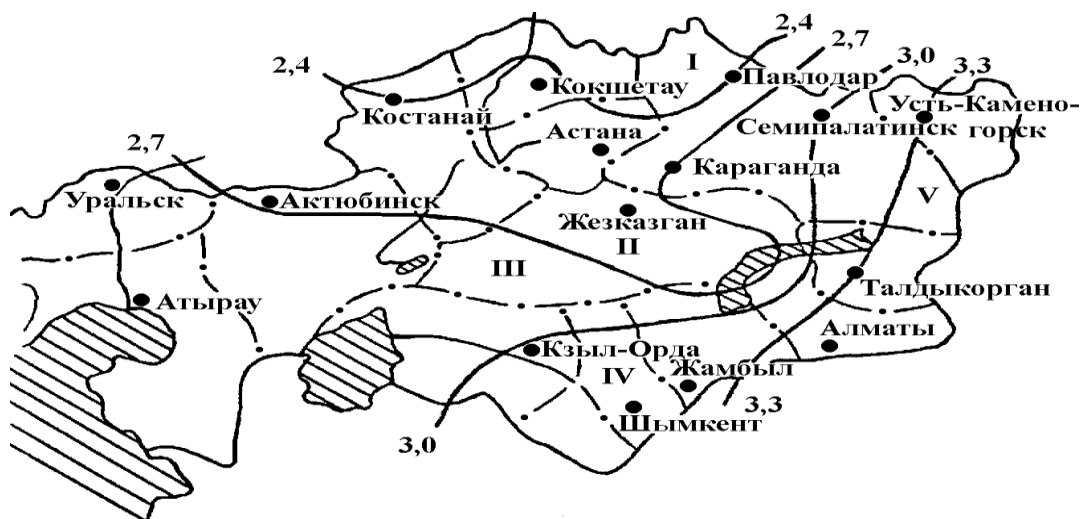 2,4
2,7
3,0
3,3
2,4
I
Павлодар
Кокшетау
Костанай
Семипалатинск
Усть-Камено-
горск
Астана
2,7
Караганда
Уральск
Актюбинск
V
Жезказган
II
III
Атырау
Талдыкорган
Алматы
Кзыл-Орда
IV
Жамбыл
3,3
Шымкент
3,0